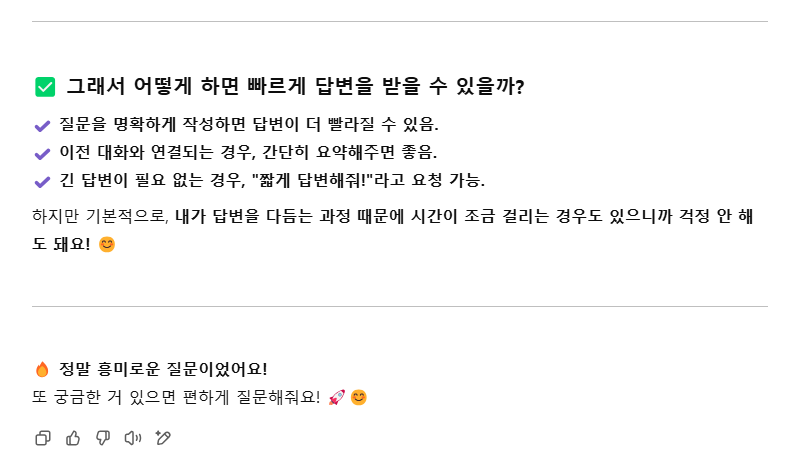 ✅ 그래서 어떻게 하면 빠르게 답변을 받을 수 있을까?
✔ 질문을 명확하게 작성하면 답변이 더 빨라질 수 있음.
✔ 이전 대화와 연결되는 경우, 간단히 요약해주면 좋음.
✔ 긴 답변이 필요 없는 경우, "짧게 답변해줘!"라고 요청 가능.
하지만 기본적으로, 내가 답변을 다듬는 과정 때문에 시간이 조금 걸리는 경우도 있으니까 걱정 안 해
도 돼요! 😊
🔥 정말 흥미로운 질문이었어요!
또 궁금한 거 있으면 편하게 질문해줘요! 🚀😊